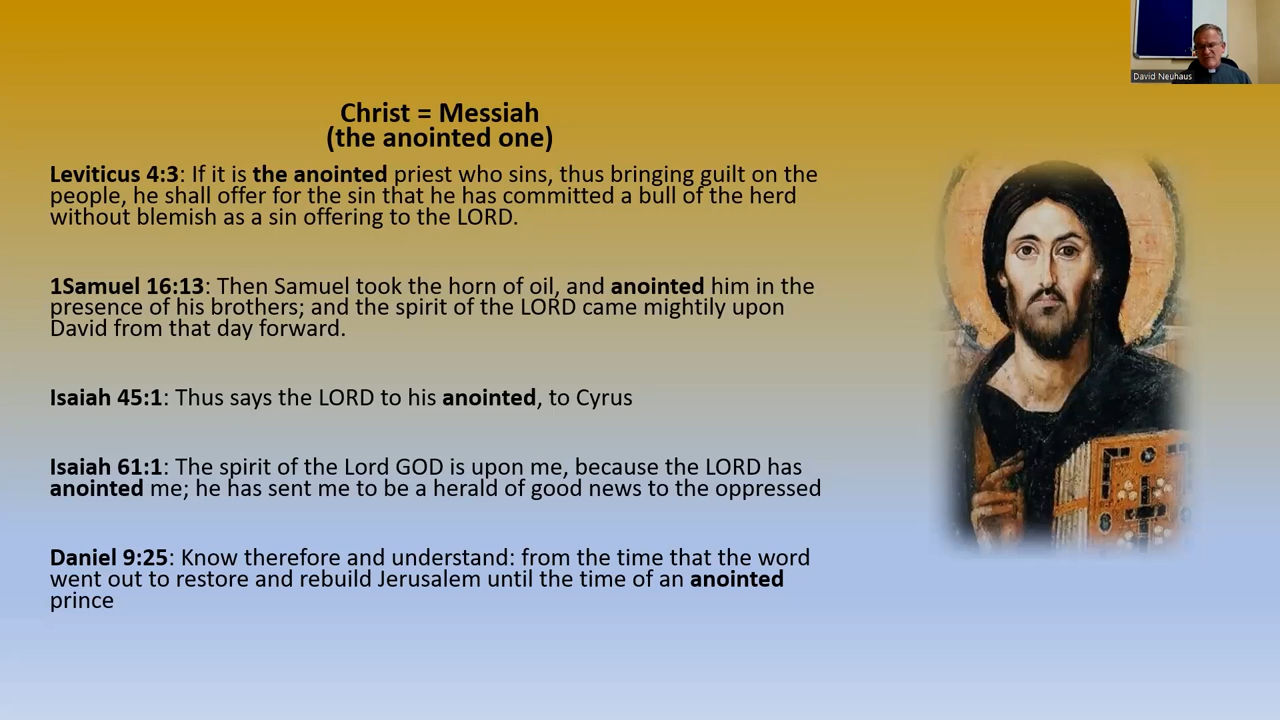 David Neuhaus
Christ = Messiah
(the anointed one)
Leviticus 4:3: If it is the anointed priest who sins, thus bringing guilt on the
people, he shall offer for the sin that he has committed a bull of the herd
without blemish as a sin offering to the LORD.
1Samuel 16:13: Then Samuel took the horn of oil, and anointed him in the
presence of his brothers; and the spirit of the LORD came mightily upon
David from that day forward.
Isaiah 45:1: Thus says the LORD to his anointed, to Cyrus
Isaiah 61:1: The spirit of the Lord GOD is upon me, because the LORD has
anointed me; he has sent me to be a herald of good news to the oppressed
Daniel 9:25: Know therefore and understand: from the time that the word
went out to restore and rebuild Jerusalem until the time of an anointed
prince